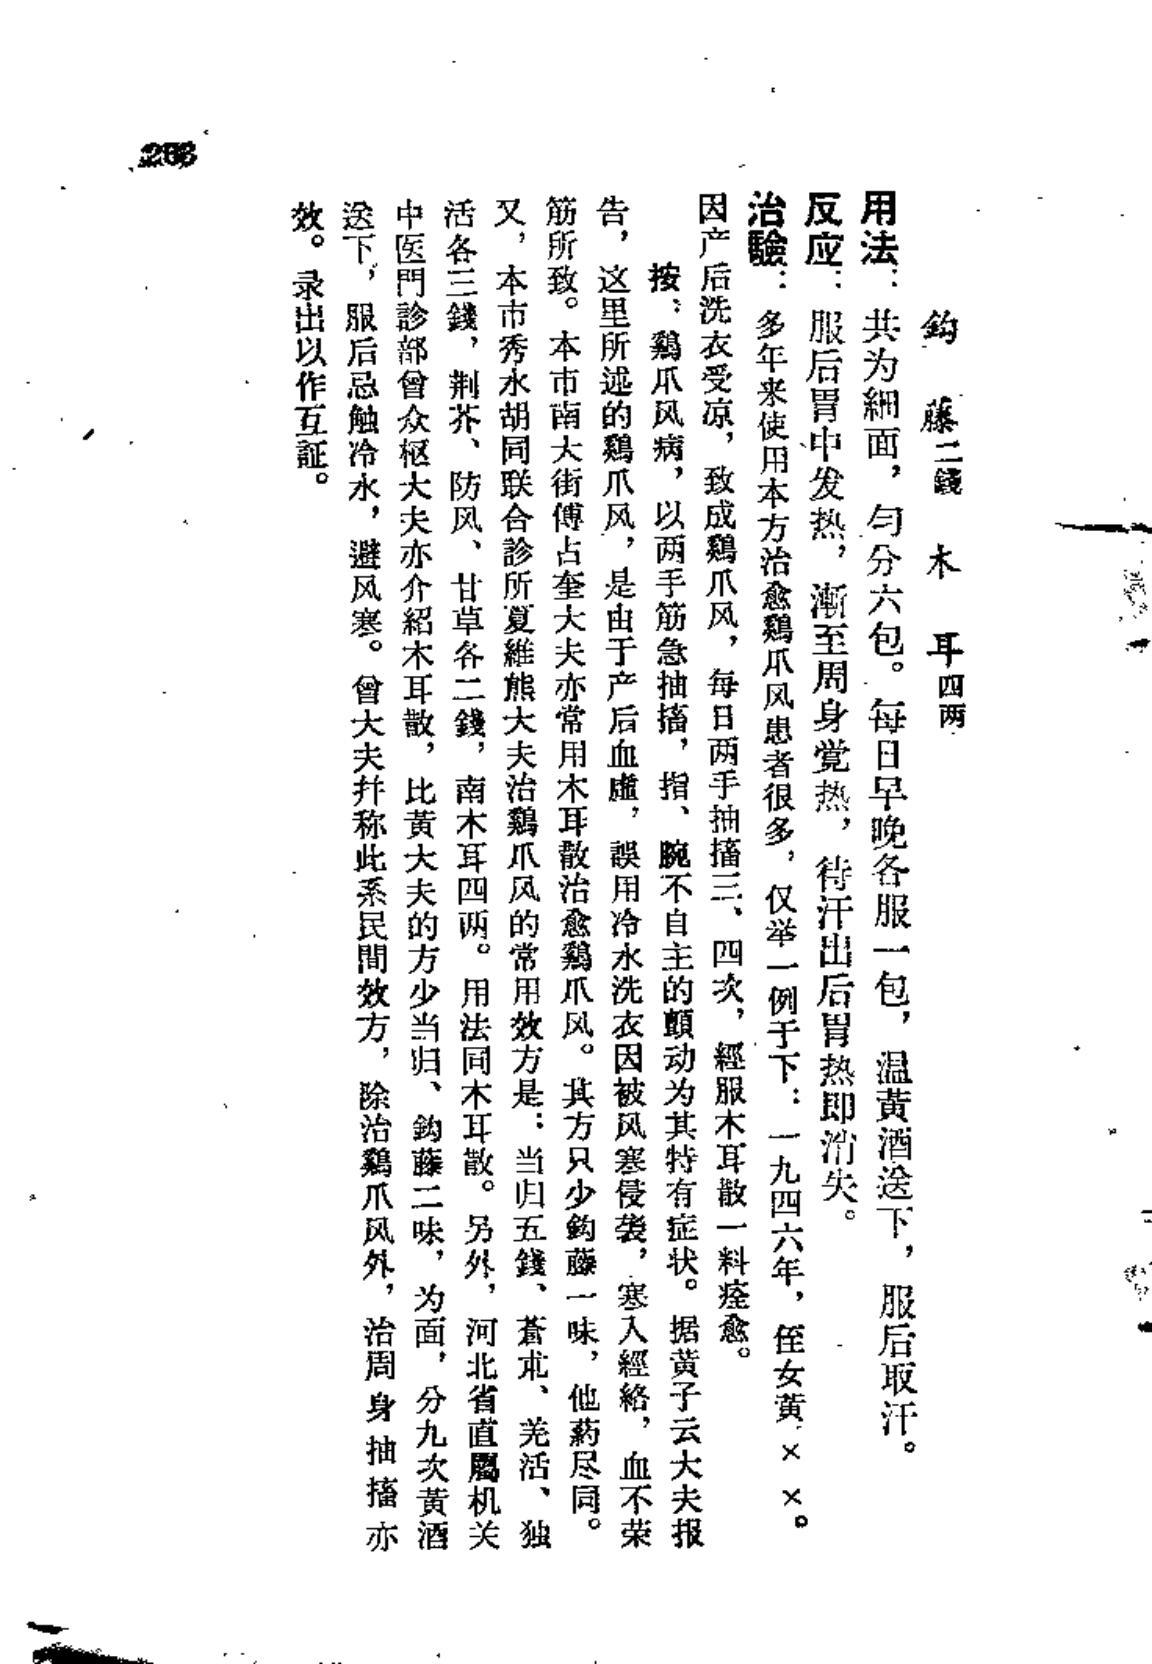 鈎　藤二錢　木　耳四两
用法：共为細面，匀分六包。每日早晚各服一包，温黄酒送下，服后取汗。
反应：服后胃中发热，漸至周身覚热，待汗出后胃热即消失。
治驗：多年来使用本方治愈鷄爪风患者很多，仅举一例于下：一九四六年，侄女黄××。
因产后洗衣受凉，致成鷄爪风，每日两手抽搐三、四次，經服木耳散一料痊愈。
按：鷄爪风病，以两手筋急抽搐，指、腕不自主的顫动为其特有症状。据黄子云大夫报
告，这里所述的鷄爪风，是由于产后血虛，誤用冷水洗衣因被风寒侵袭，寒入經絡，血不荣
筋所致。本市南大街傅占奎大夫亦常用木耳散治愈鷄爪风。其方只少鈎藤一味，他葯尽同。
又，本市秀水胡同联合診所夏維熊大夫治鷄爪风的常用效方是：当归五錢、蒼朮、羌活、独
活各三錢，荆芥、防风、甘草各二錢，南木耳四两。用法同木耳散。另外，河北省直屬机关
中医門診部曾众枢大夫亦介紹木耳散，比黄大夫的方少当归、鈎藤二味，为面，分九次黄酒
送下，服后忌触冷水，避风寒。曾大夫幷称此系民間效方，除治鷄爪风外，治周身抽搐亦
效。录出以作互証。